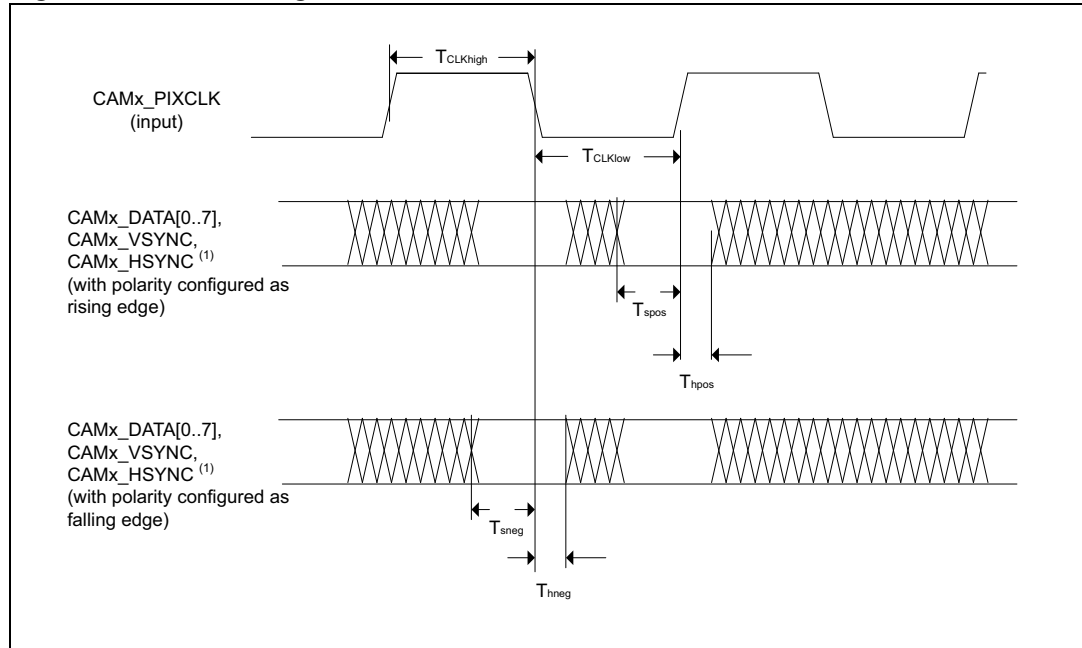 TCLKhigh
CAMx_PIXCLK
(input)
TCLKlow
CAMx_DATA[0..7],
CAMx_VSYNC,
CAMx_HSYNC (1)
(with polarity configured as
rising edge)
Tspos
Thpos
CAMx_DATA[0..7],
CAMx_VSYNC,
CAMx_HSYNC (1)
(with polarity configured as
falling edge)
Tsneg
Thneg